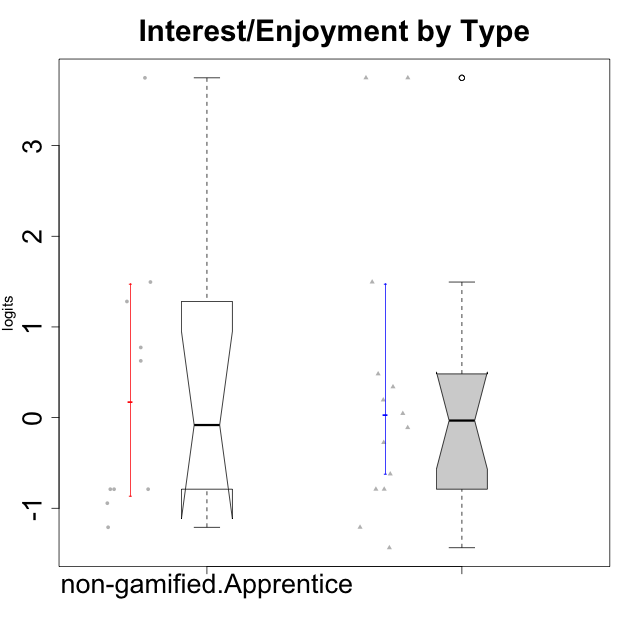 Interest/Enjoyment by Type
3
2
1
0
-1
logits
non-gamified.Apprentice